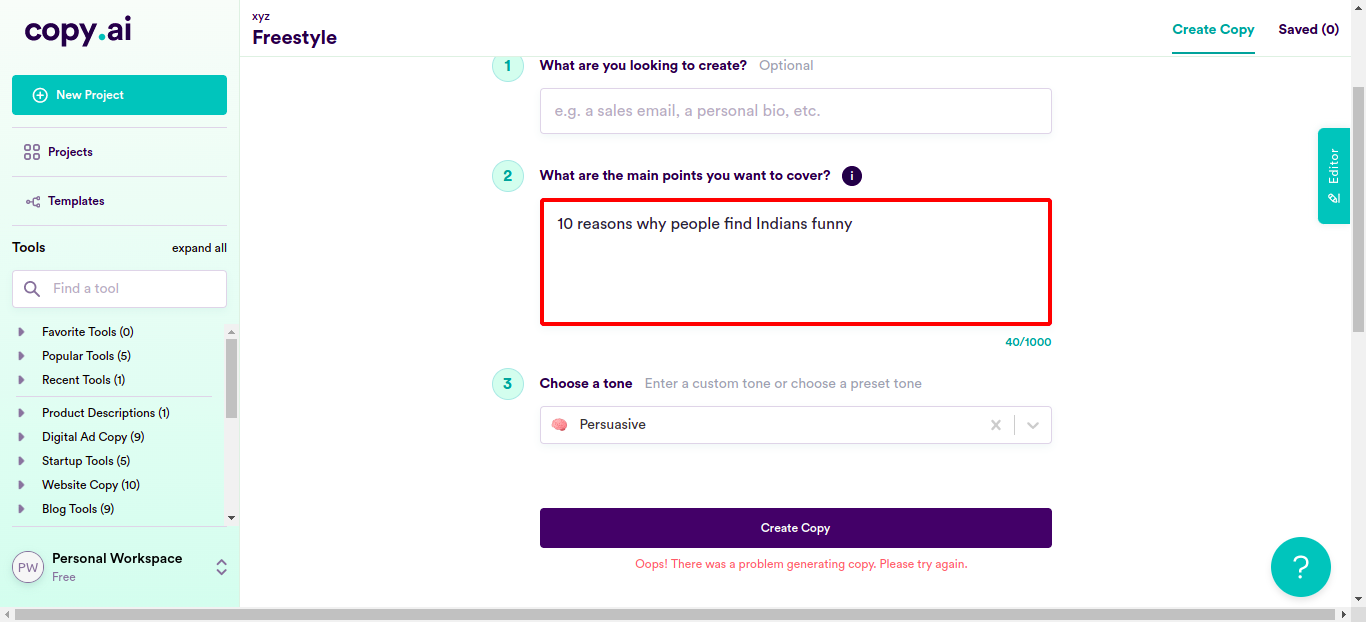 copy.ai
New Project
Projects
Templates
Tools
expand all
Find a tool
Favorite Tools (0)
Popular Tools (5)
Recent Tools (1)
Product Descriptions (1)
Digital Ad Copy (9)
Startup Tools (5)
Website Copy (10)
Blog Tools (9)
PW
Personal Workspace
Free
xyz
Freestyle
Create Copy
Saved (0)
1
What are you looking to create? Optional
e.g. a sales email, a personal bio, etc.
2
What are the main points you want to cover? i
10 reasons why people find Indians funny
40/1000
3
Choose a tone Enter a custom tone or choose a preset tone
Persuasive
Create Copy
Oops! There was a problem generating copy. Please try again.
Editor
?